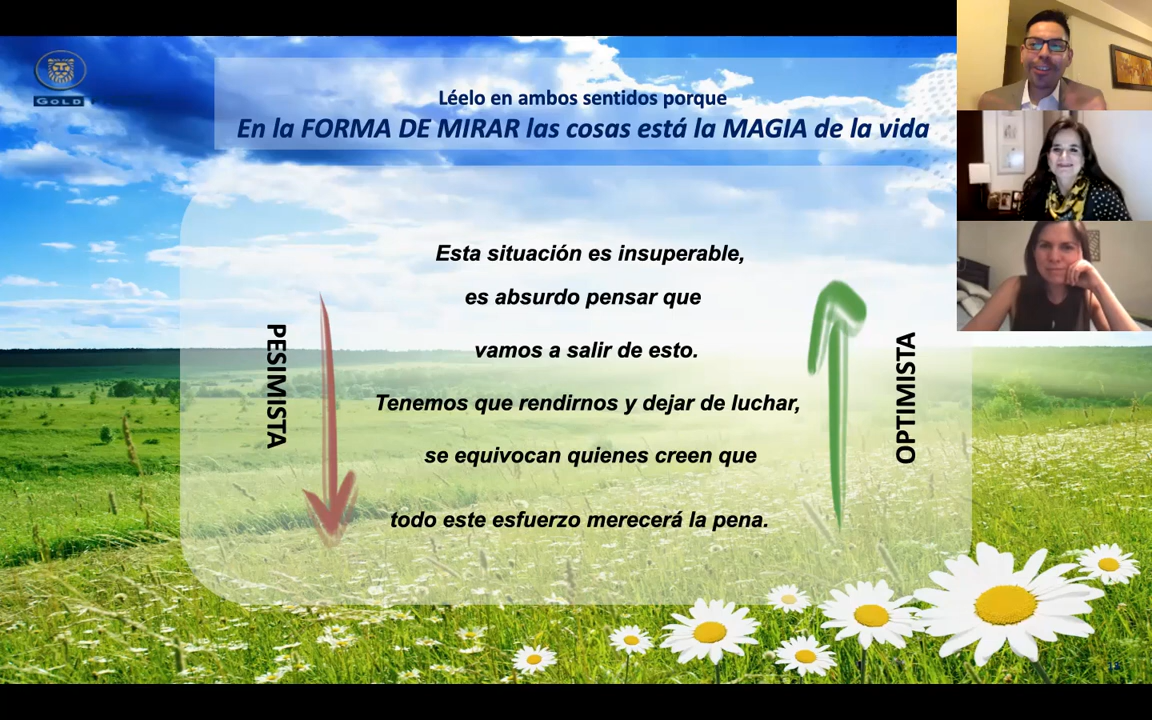 GOLD
Léelo en ambos sentidos porque
En la FORMA DE MIRAR las cosas está la MAGIA de la vida
Esta situación es insuperable,
es absurdo pensar que
vamos a salir de esto.
Tenemos que rendirnos y dejar de luchar,
se equivocan quienes creen que
todo este esfuerzo merecerá la pena.
PESIMISTA
OPTIMISTA